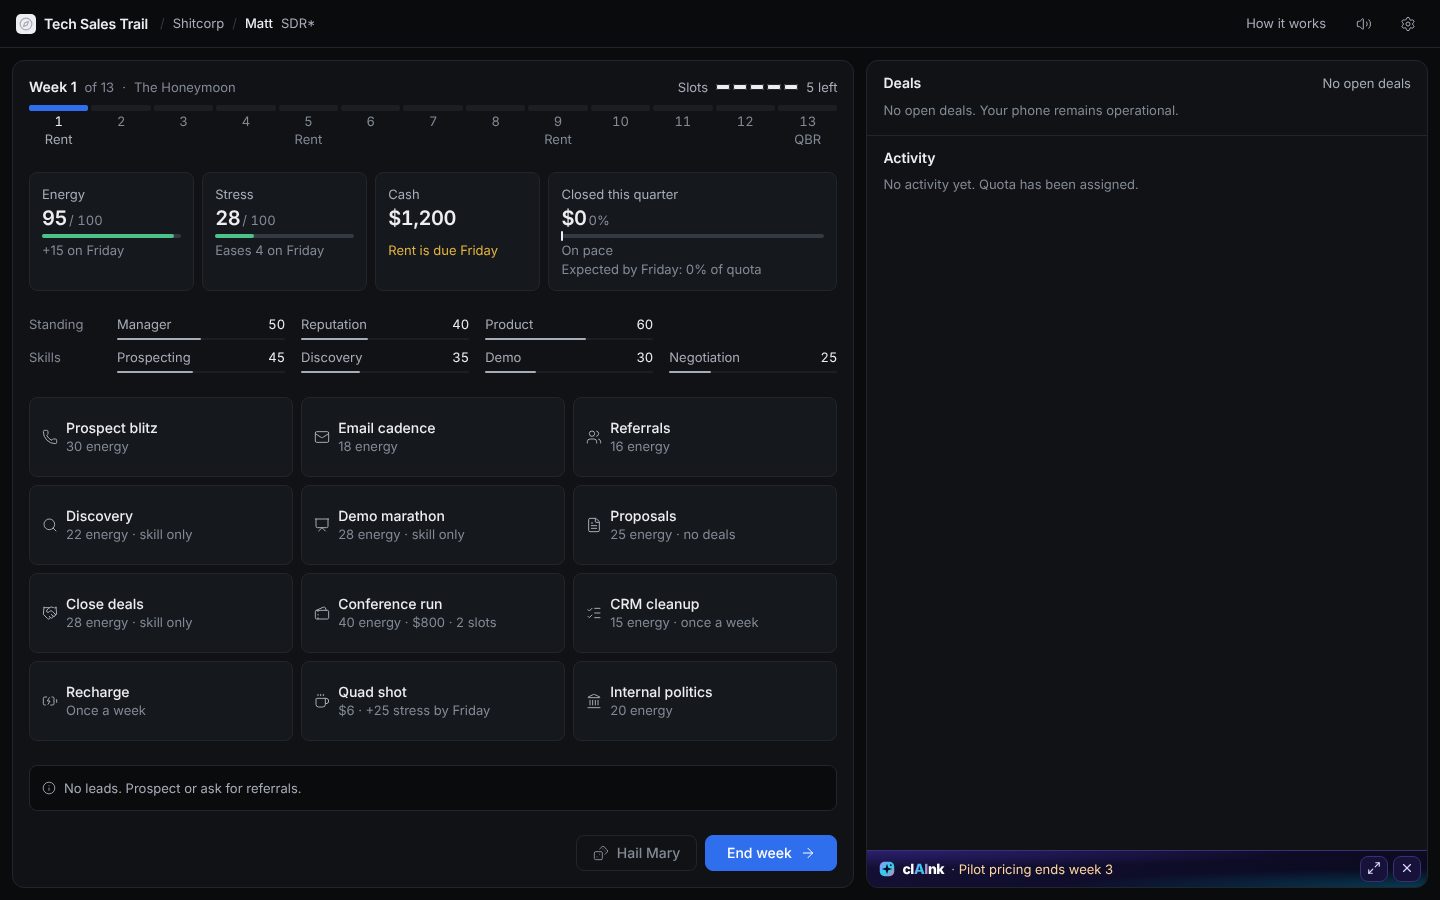 Tech Sales Trail / Shitcorp / Matt SDR*
How it works
Week 1 of 13 · The Honeymoon
Slots 5 left
1 2 3 4 5 6 7 8 9 10 11 12 13
Rent Rent Rent QBR
Energy
95 / 100
+15 on Friday
Stress
28 / 100
Eases 4 on Friday
Cash
$1,200
Rent is due Friday
Closed this quarter
$0 0%
On pace
Expected by Friday: 0% of quota
Standing Manager 50 Reputation 40 Product 60
Skills Prospecting 45 Discovery 35 Demo 30 Negotiation 25
Prospect blitz
30 energy
Email cadence
18 energy
Referrals
16 energy
Discovery
22 energy · skill only
Demo marathon
28 energy · skill only
Proposals
25 energy · no deals
Close deals
28 energy · skill only
Conference run
40 energy · $800 · 2 slots
CRM cleanup
15 energy · once a week
Recharge
Once a week
Quad shot
$6 · +25 stress by Friday
Internal politics
20 energy
No leads. Prospect or ask for referrals.
Hail Mary
End week
Deals
No open deals
No open deals. Your phone remains operational.
Activity
No activity yet. Quota has been assigned.
clAInk · Pilot pricing ends week 3